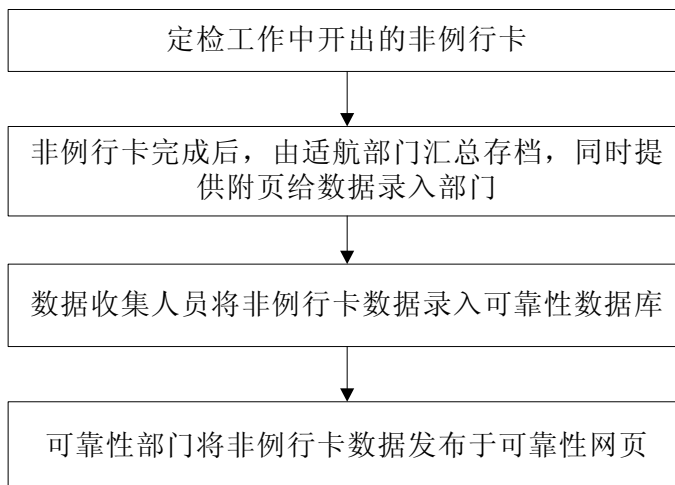 定检工作中开出的非例行卡
非例行卡完成后，由适航部门汇总存档，同时提
供附页给数据录入部门
数据收集人员将非例行卡数据录入可靠性数据库
可靠性部门将非例行卡数据发布于可靠性网页